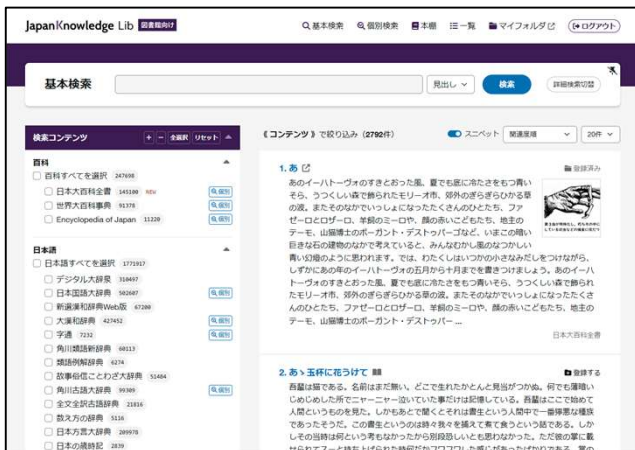 JapanKnowledge Lib 図書館向け
基本検索 個別検索 本棚 一覧 マイフォルダ ログアウト
基本検索 見出し 検索 詳細検索切替
検索コンテンツ + − 全選択 リセット
百科
百科すべてを選択 247698
日本大百科全書 145100 NEW 個別
世界大百科事典 91378 個別
Encyclopedia of Japan 11220 個別
日本語
日本語すべてを選択 1771917
デジタル大辞泉 310497
日本国語大辞典 502607 個別
新選漢和辞典Web版 67200
大漢和辞典 427452 個別
字通 7232 個別
角川類語新辞典 60113
類語例解辞典 6274
故事俗信ことわざ大辞典 51484
角川古語大辞典 99309 個別
全文全訳古語辞典 21816
数え方の辞典 5116
日本方言大辞典 209978
日本の歳時記 2839
《 コンテンツ 》で絞り込み（2792件） スニペット 関連度順 20件
1. あ 登録済み
あのイーハトーヴォのすきとおった風、夏でも底に冷たさをもつ青い
そら、うつくしい森で飾られたモリーオ市、郊外のぎらぎらひかる草
の波。またそのなかでいっしょになったたくさんのひとたち、ファ
ゼーロとロザーロ、羊飼のミーロや、顔の赤いこどもたち、地主の
テーモ、山猫博士のボーガント・デストゥパーゴなど、いまこの暗い
巨きな石の建物のなかで考えていると、みんなむかし風のなつかしい
青い幻燈のように思われます。では、わたくしはいつかの小さなみだしをつけながら、
しずかにあの年のイーハトーヴォの五月から十月までを書きつけましょう。あのイーハ
トーヴォのすきとおった風、夏でも底に冷たさをもつ青いそら、うつくしい森で飾られ
たモリーオ市、郊外のぎらぎらひかる草の波。またそのなかでいっしょになったたくさ
んのひとたち、ファゼーロとロザーロ、羊飼のミーロや、顔の赤いこどもたち、地主の
テーモ、山猫博士のボーガント・デストゥパー ...
日本大百科全書
2. あゝ玉杯に花うけて 登録する
吾輩は猫である。名前はまだ無い。どこで生れたかとんと見当がつかぬ。何でも薄暗い
じめじめした所でニャーニャー泣いていた事だけは記憶している。吾輩はここで始めて
人間というものを見た。しかもあとで聞くとそれは書生という人間中で一番獰悪な種族
であったそうだ。この書生というのは時々我々を捕えて煮て食うという話である。しか
しその当時は何という考もなかったから別段恐しいとも思わなかった。ただ彼の掌に載